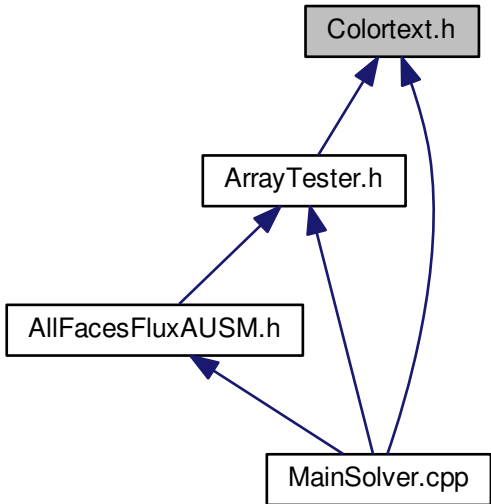 Colortext.h
ArrayTester.h
AllFacesFluxAUSM.h
MainSolver.cpp